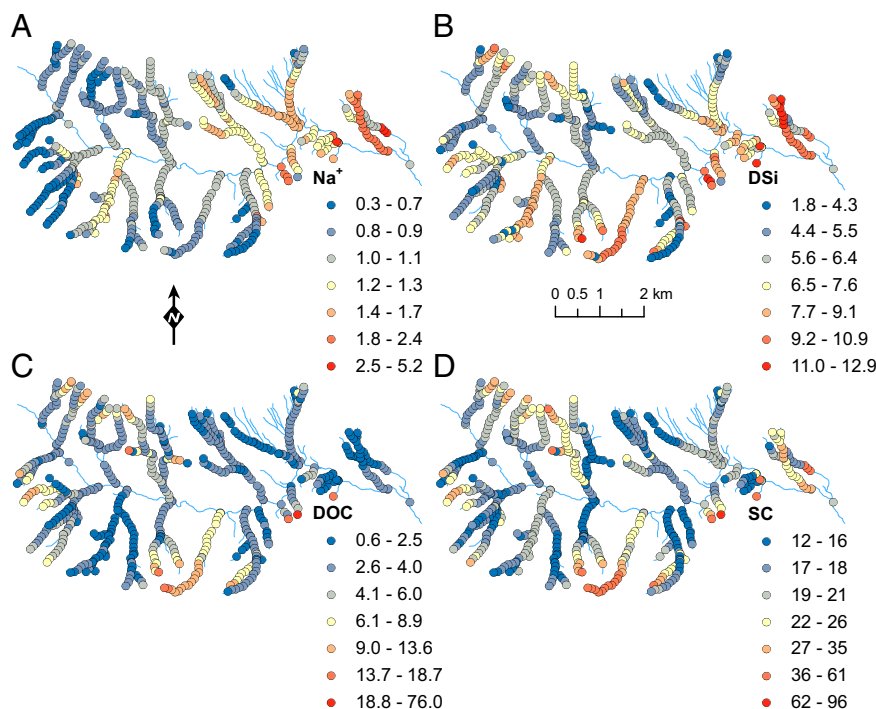 A
B
Na+
0.3 - 0.7
0.8 - 0.9
1.0 - 1.1
1.2 - 1.3
1.4 - 1.7
1.8 - 2.4
2.5 - 5.2
DSi
1.8 - 4.3
4.4 - 5.5
5.6 - 6.4
6.5 - 7.6
7.7 - 9.1
9.2 - 10.9
11.0 - 12.9
N
0 0.5 1 2 km
C
D
DOC
0.6 - 2.5
2.6 - 4.0
4.1 - 6.0
6.1 - 8.9
9.0 - 13.6
13.7 - 18.7
18.8 - 76.0
SC
12 - 16
17 - 18
19 - 21
22 - 26
27 - 35
36 - 61
62 - 96